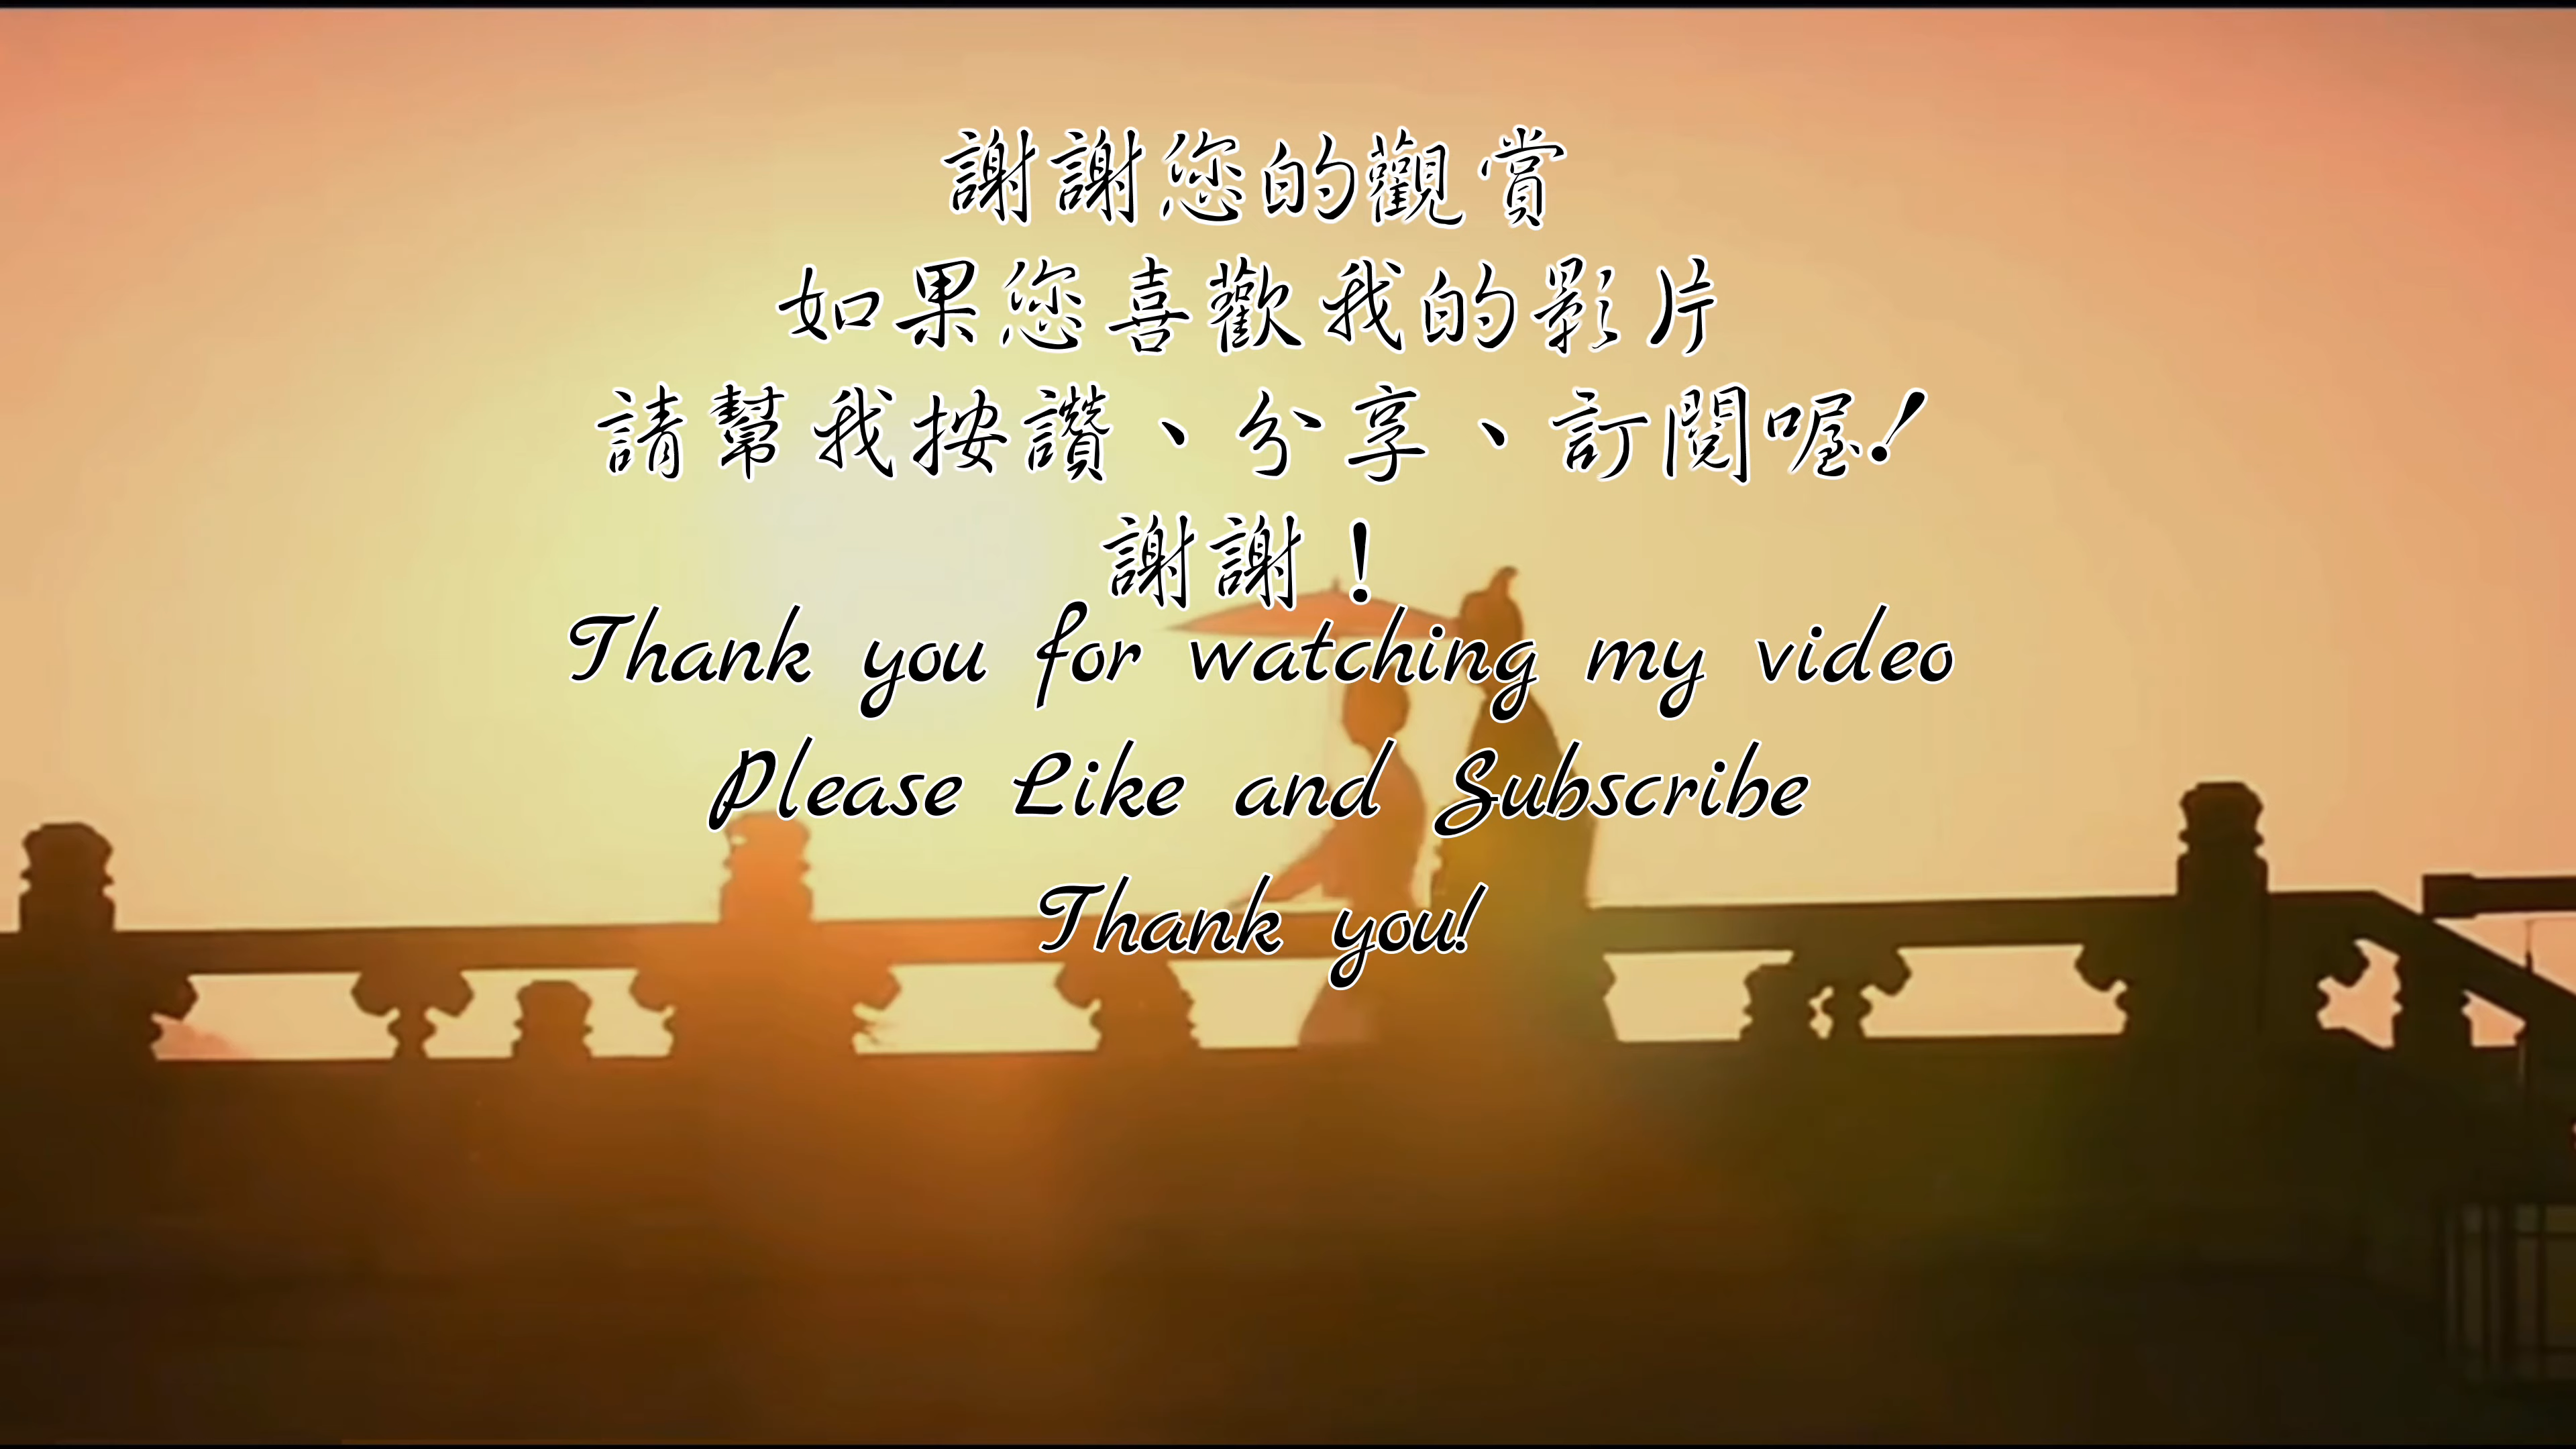 謝謝您的觀賞
如果您喜歡我的影片
請幫我按讚、分享、訂閱喔!
謝謝！
Thank you for watching my video
Please Like and Subscribe
Thank you!